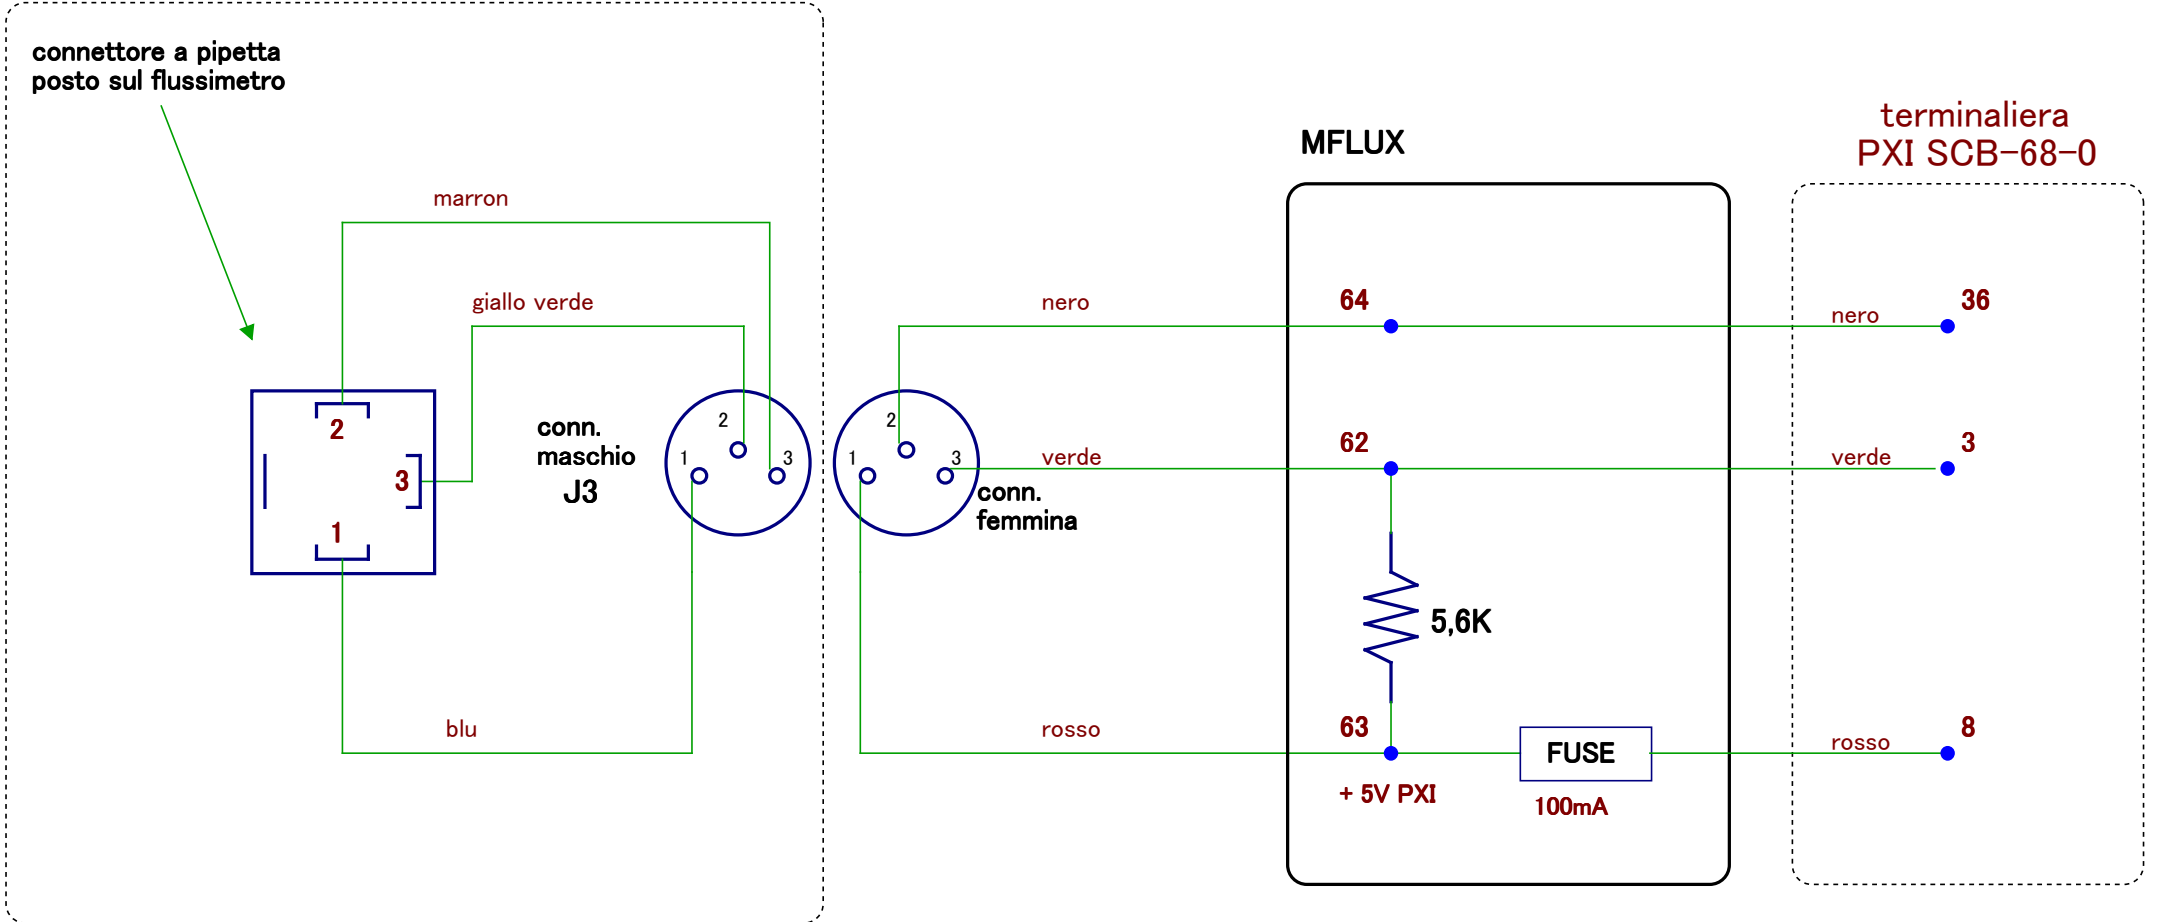 connettore a pipetta
posto sul flussimetro
marron
giallo verde
2
3
1
blu
conn.
maschio
J3
2
1
3
2
1
3
conn.
femmina
nero
verde
rosso
MFLUX
64
62
5,6K
63
+ 5V PXI
FUSE
100mA
terminaliera
PXI SCB-68-0
nero
36
verde
3
rosso
8